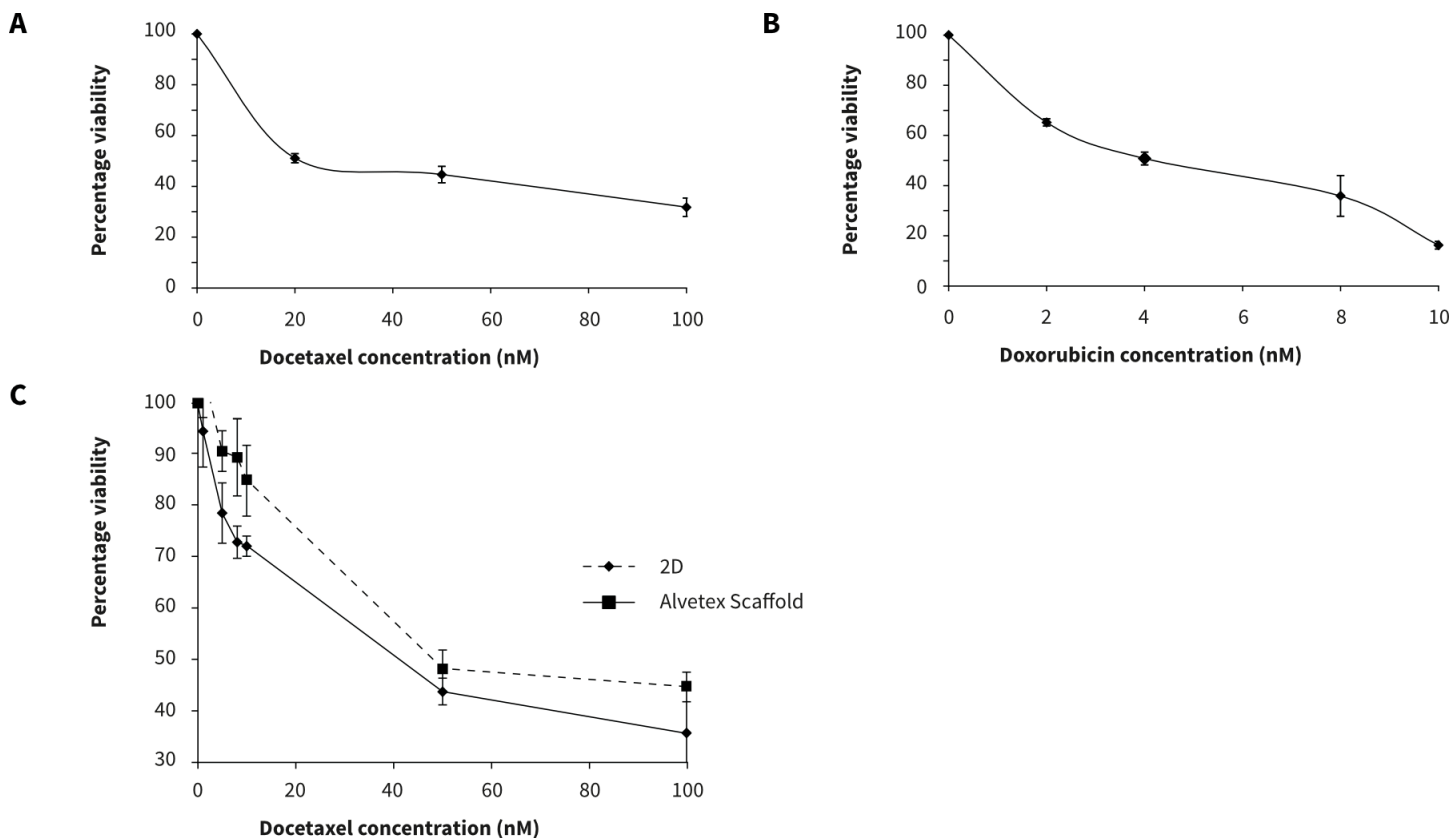 A
Percentage viability
100
80
60
40
20
0
0 20 40 60 80 100
Docetaxel concentration (nM)
B
Percentage viability
100
80
60
40
20
0
0 2 4 6 8 10
Doxorubicin concentration (nM)
C
Percentage viability
100
90
80
70
60
50
40
30
0 20 40 60 80 100
Docetaxel concentration (nM)
2D
Alvetex Scaffold